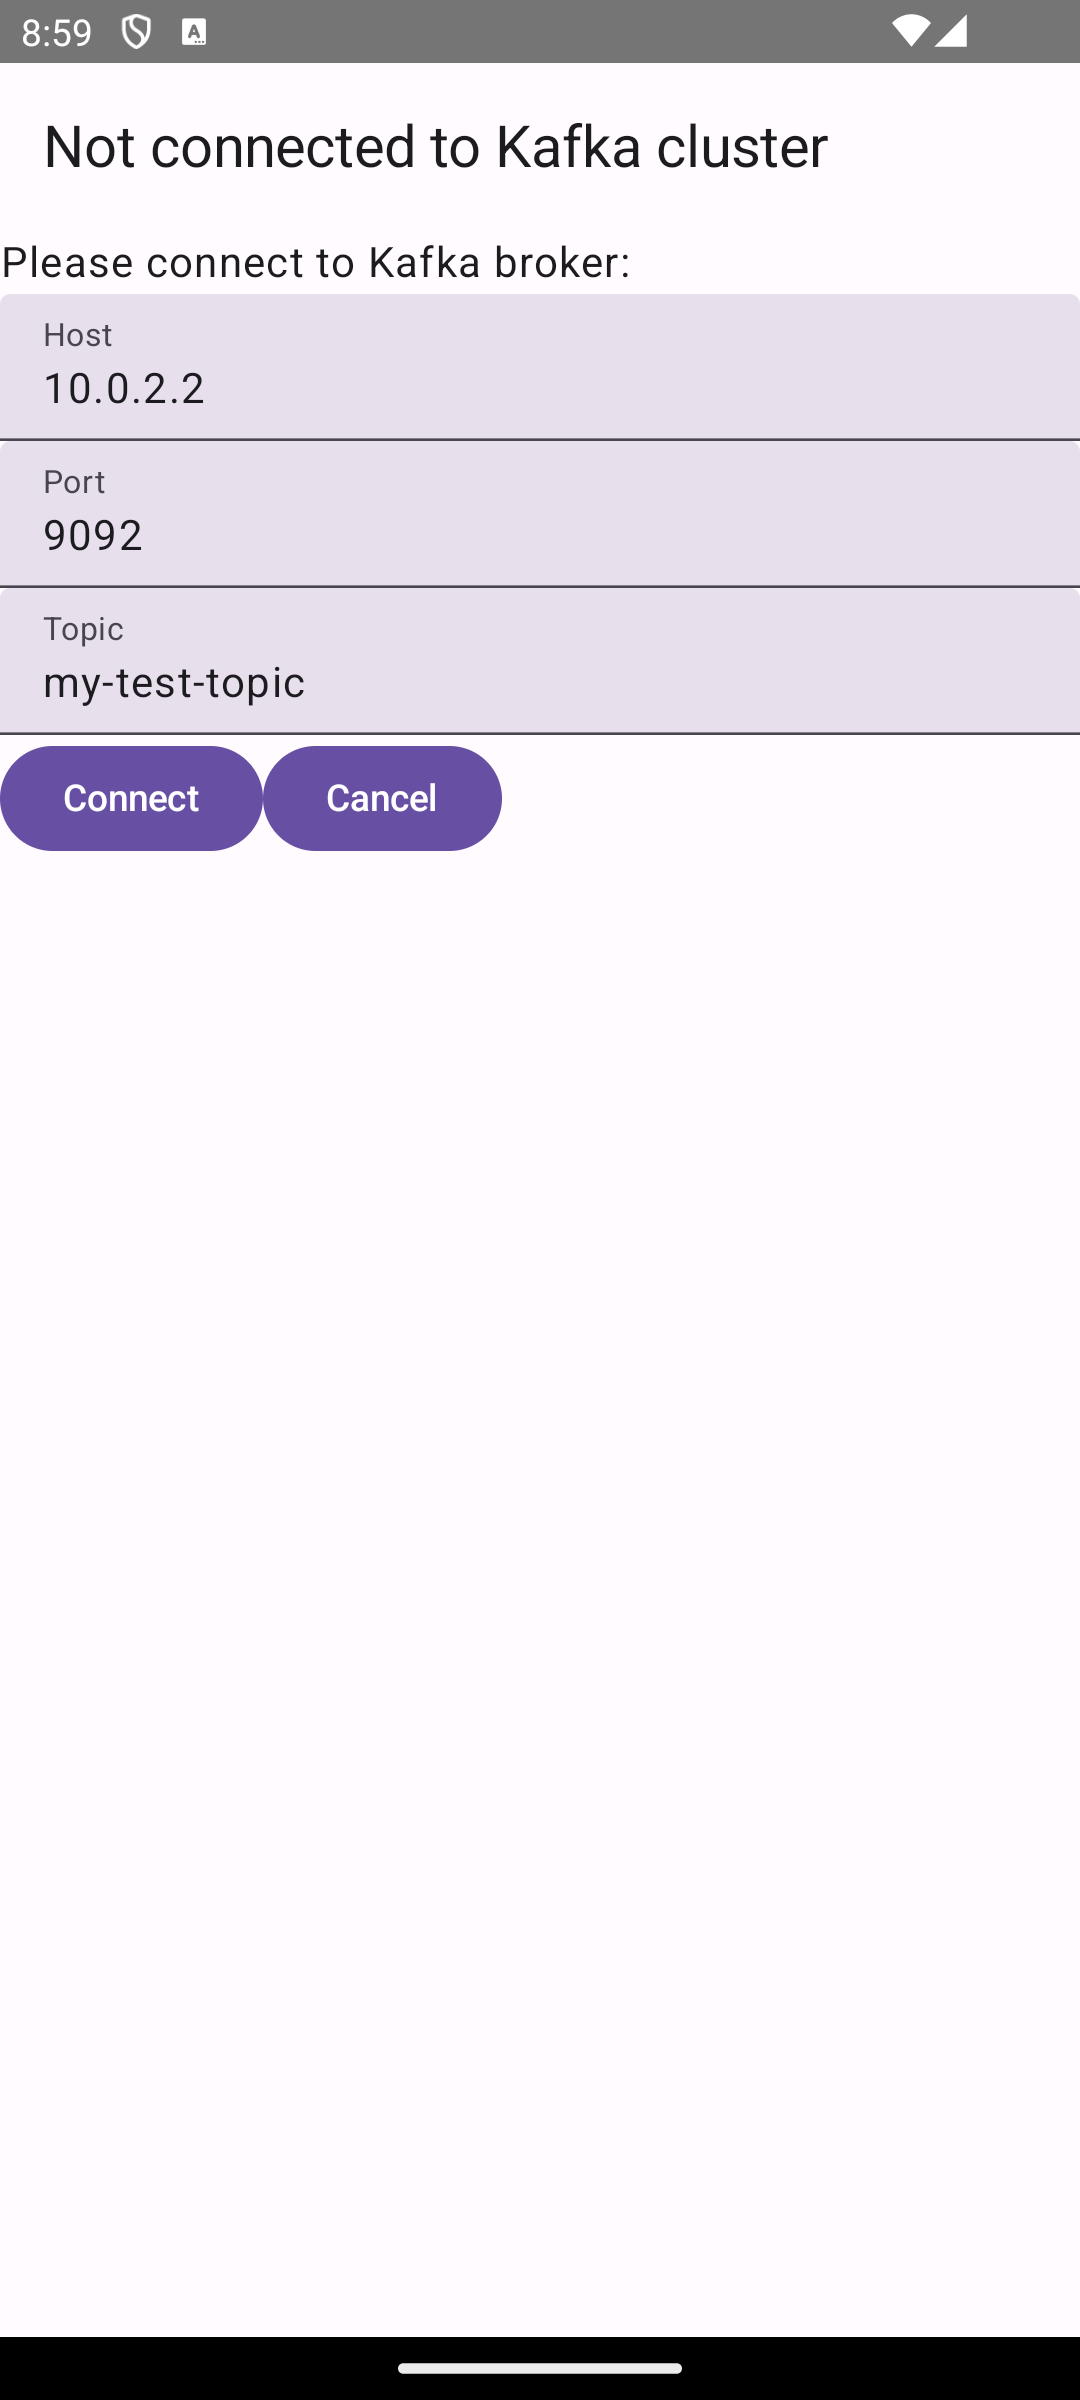 8:59
Not connected to Kafka cluster
Please connect to Kafka broker:
Host
10.0.2.2
Port
9092
Topic
my-test-topic
Connect Cancel